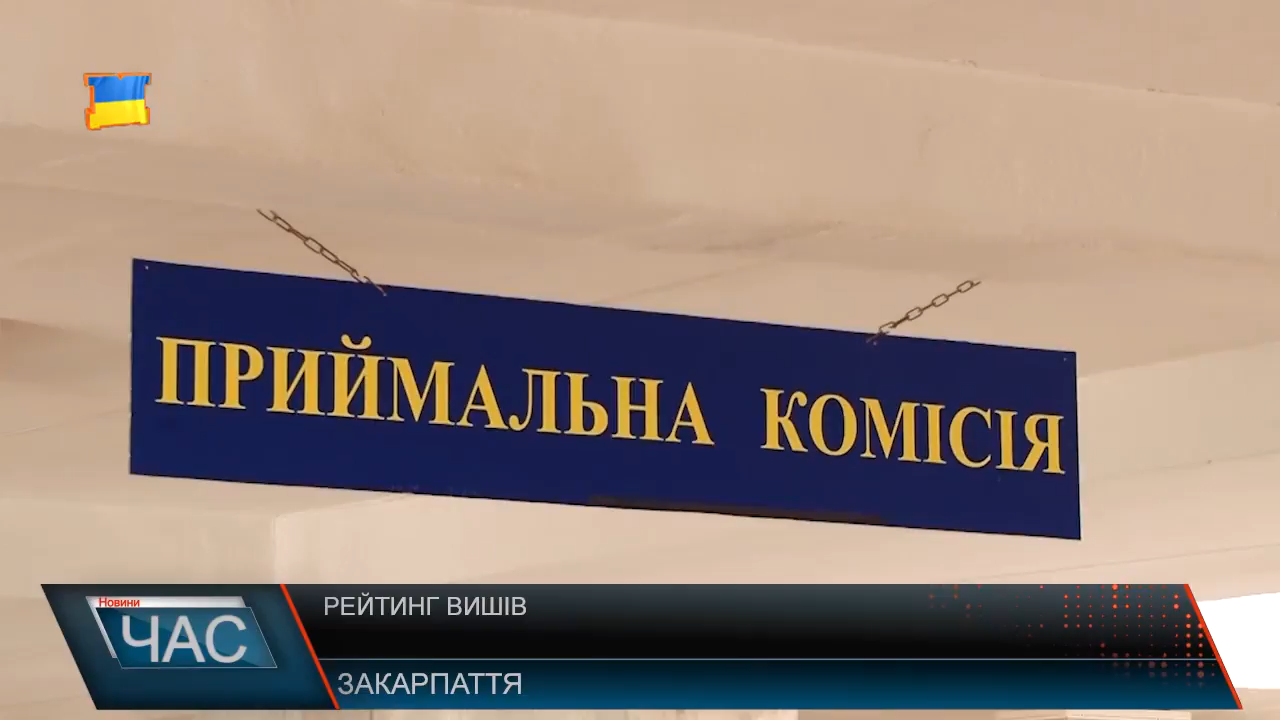 ПРИЙМАЛЬНА КОМІСІЯ
Новини
ЧАС
РЕЙТИНГ ВИШІВ
ЗАКАРПАТТЯ